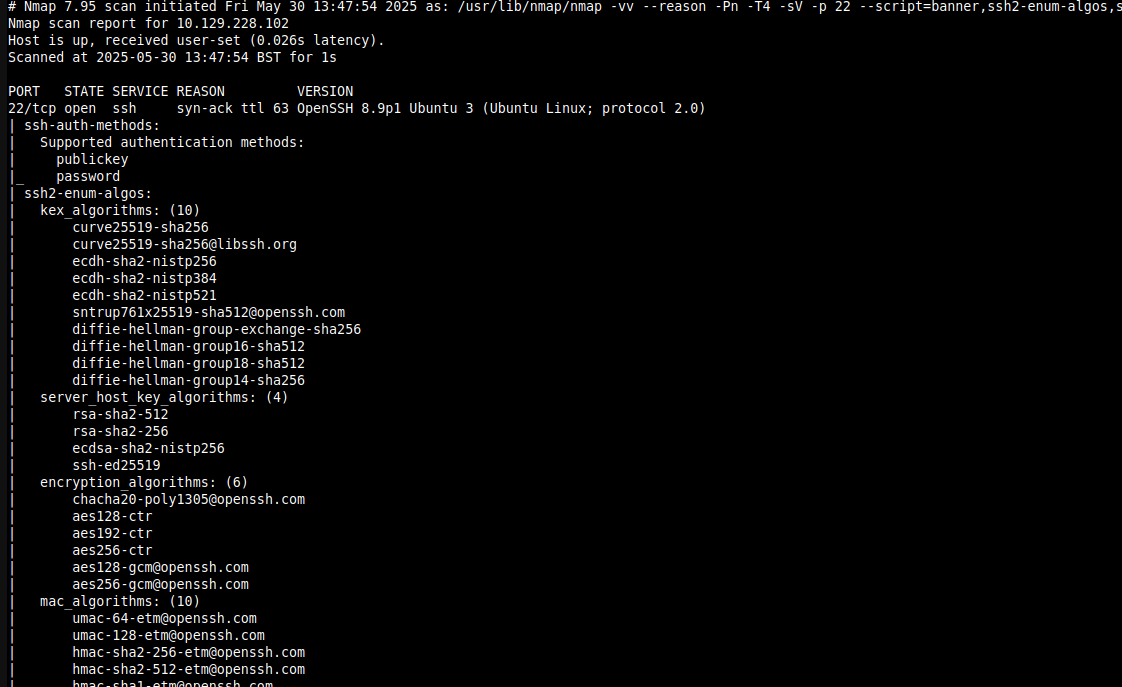 # Nmap 7.95 scan initiated Fri May 30 13:47:54 2025 as: /usr/lib/nmap/nmap -vv --reason -Pn -T4 -sV -p 22 --script=banner,ssh2-enum-algos,s
Nmap scan report for 10.129.228.102
Host is up, received user-set (0.026s latency).
Scanned at 2025-05-30 13:47:54 BST for 1s
PORT   STATE SERVICE REASON         VERSION
22/tcp open  ssh     syn-ack ttl 63 OpenSSH 8.9p1 Ubuntu 3 (Ubuntu Linux; protocol 2.0)
| ssh-auth-methods:
|   Supported authentication methods:
|     publickey
|_    password
| ssh2-enum-algos:
|   kex_algorithms: (10)
|       curve25519-sha256
|       curve25519-sha256@libssh.org
|       ecdh-sha2-nistp256
|       ecdh-sha2-nistp384
|       ecdh-sha2-nistp521
|       sntrup761x25519-sha512@openssh.com
|       diffie-hellman-group-exchange-sha256
|       diffie-hellman-group16-sha512
|       diffie-hellman-group18-sha512
|       diffie-hellman-group14-sha256
|   server_host_key_algorithms: (4)
|       rsa-sha2-512
|       rsa-sha2-256
|       ecdsa-sha2-nistp256
|       ssh-ed25519
|   encryption_algorithms: (6)
|       chacha20-poly1305@openssh.com
|       aes128-ctr
|       aes192-ctr
|       aes256-ctr
|       aes128-gcm@openssh.com
|       aes256-gcm@openssh.com
|   mac_algorithms: (10)
|       umac-64-etm@openssh.com
|       umac-128-etm@openssh.com
|       hmac-sha2-256-etm@openssh.com
|       hmac-sha2-512-etm@openssh.com
|       hmac-sha1-etm@openssh.com